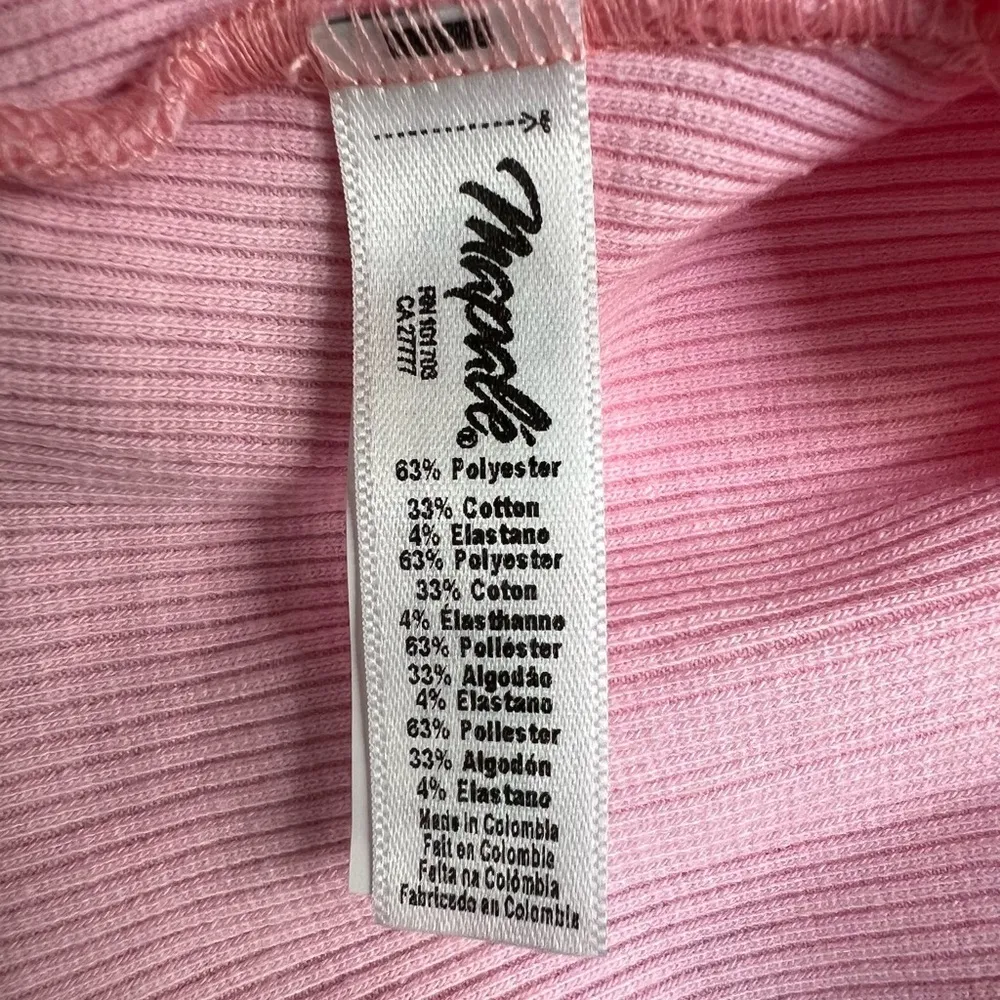 Mapalé®
RN 101703
CA 27777
63% Polyester
33% Cotton
4% Elastane
63% Polyester
33% Coton
4% Élasthanne
63% Poliéster
33% Algodão
4% Elastano
63% Poliéster
33% Algodón
4% Elastano
Made in Colombia
Fait en Colombie
Feita na Colómbia
Fabricado en Colombia